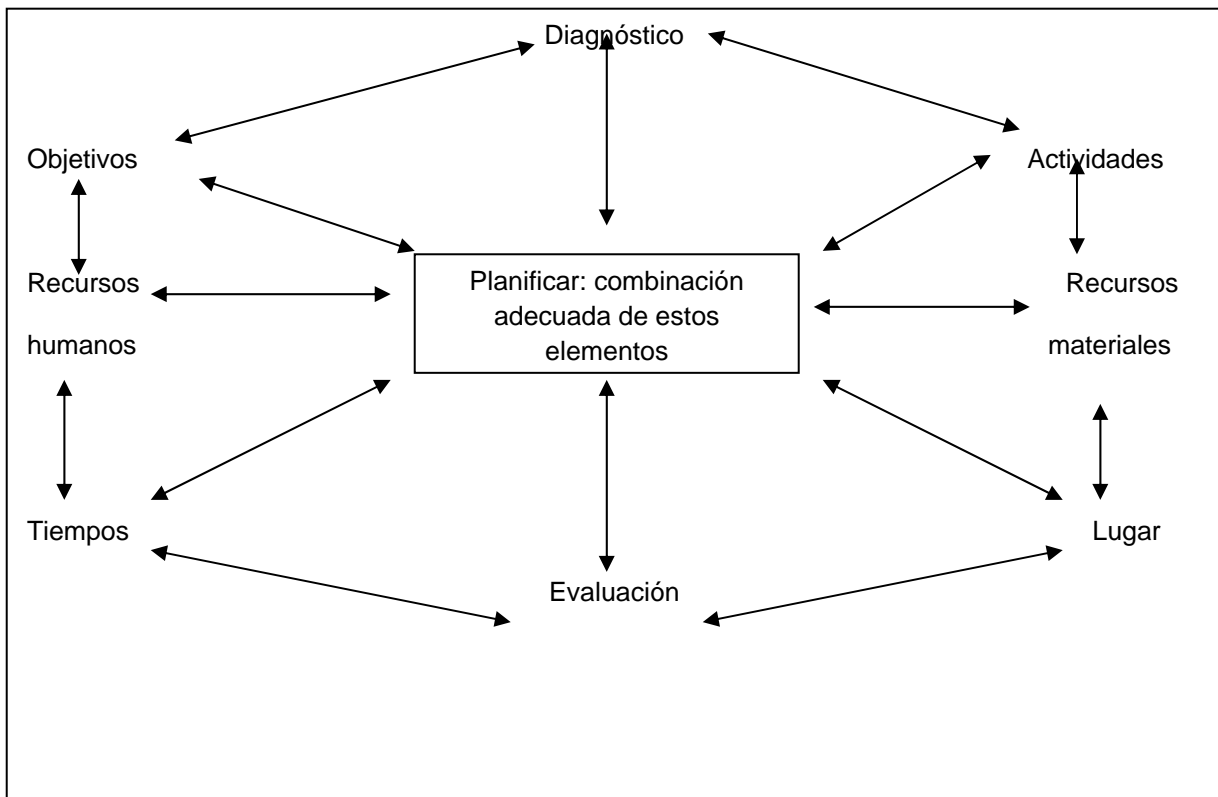 Diagnóstico
Objetivos
Actividades
Recursos
humanos
Planificar: combinación
adecuada de estos
elementos
Recursos
materiales
Tiempos
Lugar
Evaluación